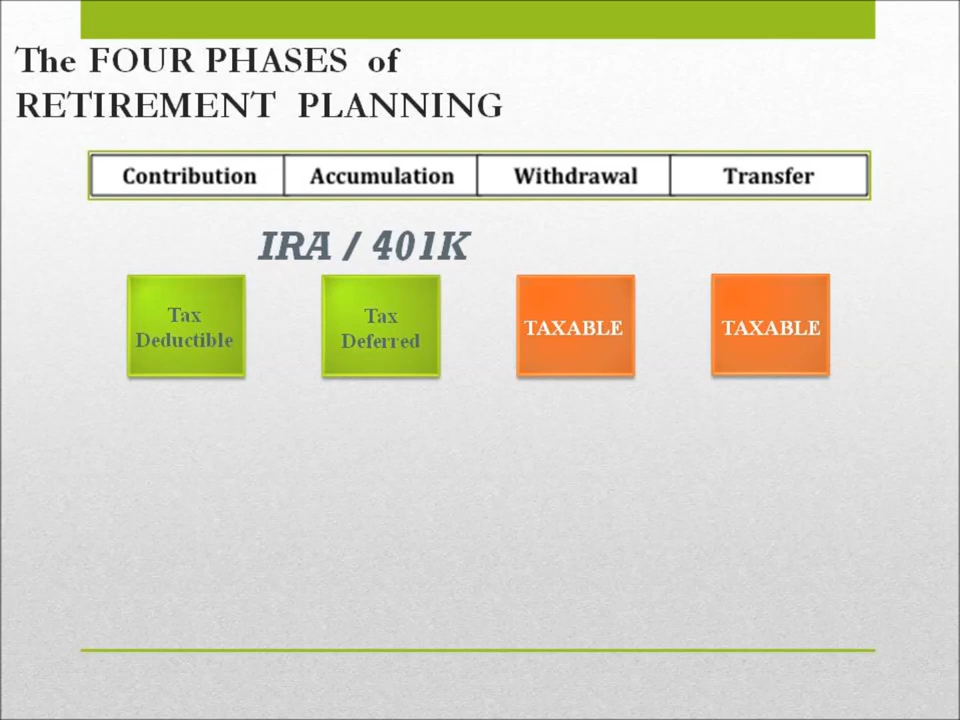 The FOUR PHASES of
RETIREMENT PLANNING
Contribution Accumulation Withdrawal Transfer
IRA / 401K
Tax
Deductible
Tax
Deferred
TAXABLE
TAXABLE